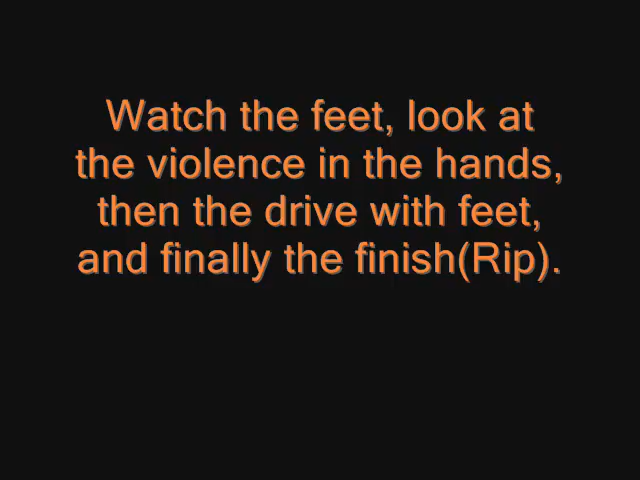 Watch the feet, look at
the violence in the hands,
then the drive with feet,
and finally the finish(Rip).